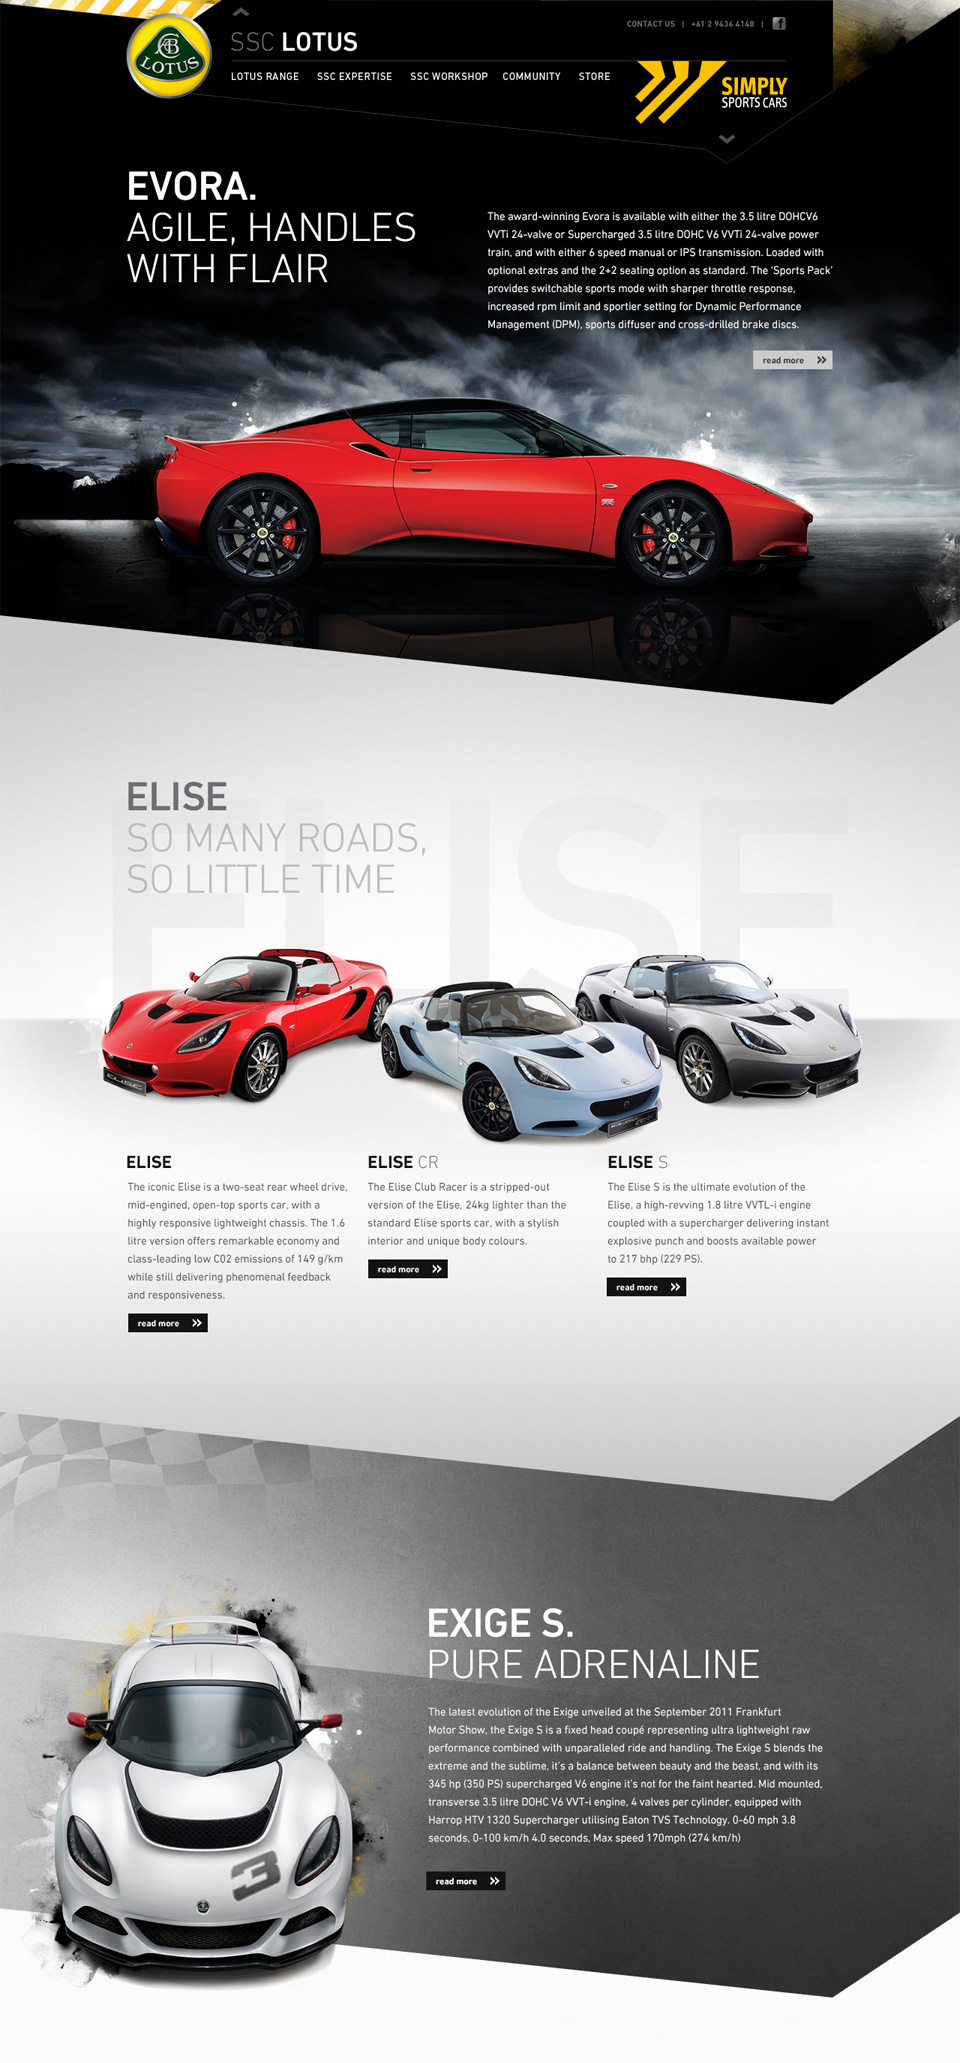 CONTACT US | +61 2 9436 4148 |
SSC LOTUS
LOTUS
LOTUS RANGE SSC EXPERTISE SSC WORKSHOP COMMUNITY STORE
SIMPLY
SPORTS CARS
EVORA.
AGILE, HANDLES
WITH FLAIR
The award-winning Evora is available with either the 3.5 litre DOHCV6
VVTi 24-valve or Supercharged 3.5 litre DOHC V6 VVTi 24-valve power
train, and with either 6 speed manual or IPS transmission. Loaded with
optional extras and the 2+2 seating option as standard. The ‘Sports Pack’
provides switchable sports mode with sharper throttle response,
increased rpm limit and sportier setting for Dynamic Performance
Management (DPM), sports diffuser and cross-drilled brake discs.
read more
ELISE
ELISE
SO MANY ROADS,
SO LITTLE TIME
ELISE
ELISE
The iconic Elise is a two-seat rear wheel drive,
mid-engined, open-top sports car, with a
highly responsive lightweight chassis. The 1.6
litre version offers remarkable economy and
class-leading low CO2 emissions of 149 g/km
while still delivering phenomenal feedback
and responsiveness.
read more
ELISE CR
The Elise Club Racer is a stripped-out
version of the Elise, 24kg lighter than the
standard Elise sports car, with a stylish
interior and unique body colours.
read more
ELISE S
The Elise S is the ultimate evolution of the
Elise, a high-revving 1.8 litre VVTL-i engine
coupled with a supercharger delivering instant
explosive punch and boosts available power
to 217 bhp (229 PS).
read more
EXIGE S.
PURE ADRENALINE
The latest evolution of the Exige unveiled at the September 2011 Frankfurt
Motor Show, the Exige S is a fixed head coupé representing ultra lightweight raw
performance combined with unparalleled ride and handling. The Exige S blends the
extreme and the sublime, it’s a balance between beauty and the beast, and with its
345 hp (350 PS) supercharged V6 engine it’s not for the faint hearted. Mid mounted,
transverse 3.5 litre DOHC V6 VVT-i engine, 4 valves per cylinder, equipped with
Harrop HTV 1320 Supercharger utilising Eaton TVS Technology. 0-60 mph 3.8
seconds, 0-100 km/h 4.0 seconds, Max speed 170mph (274 km/h)
read more
3